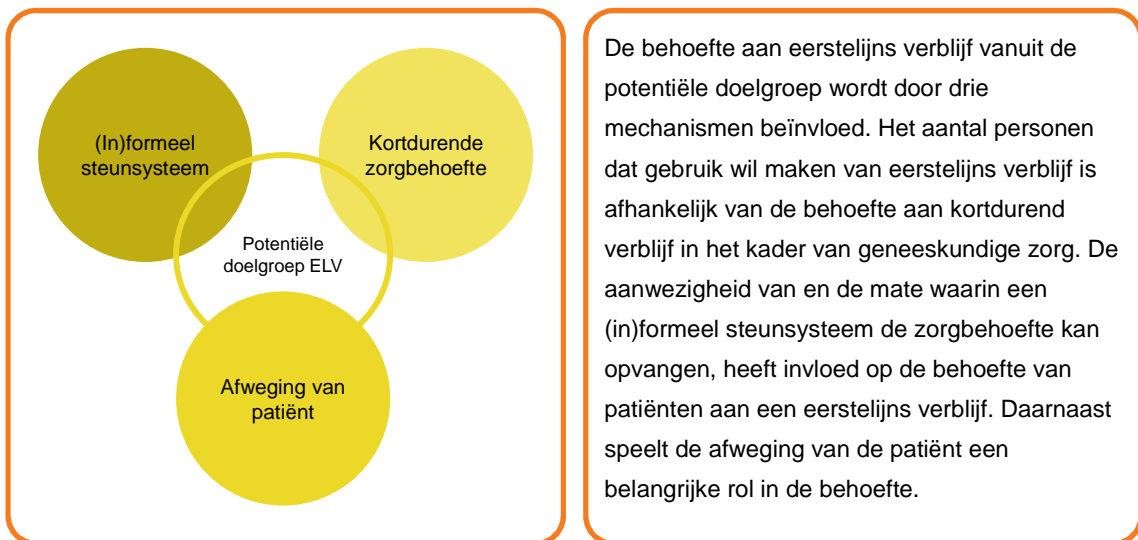 (In)formeel
steunsysteem
Kortdurende
zorgbehoefte
Potentiële
doelgroep ELV
Afweging van
patiënt
De behoefte aan eerstelijns verblijf vanuit de
potentiële doelgroep wordt door drie
mechanismen beïnvloed. Het aantal personen
dat gebruik wil maken van eerstelijns verblijf is
afhankelijk van de behoefte aan kortdurend
verblijf in het kader van geneeskundige zorg. De
aanwezigheid van en de mate waarin een
(in)formeel steunsysteem de zorgbehoefte kan
opvangen, heeft invloed op de behoefte van
patiënten aan een eerstelijns verblijf. Daarnaast
speelt de afweging van de patiënt een
belangrijke rol in de behoefte.